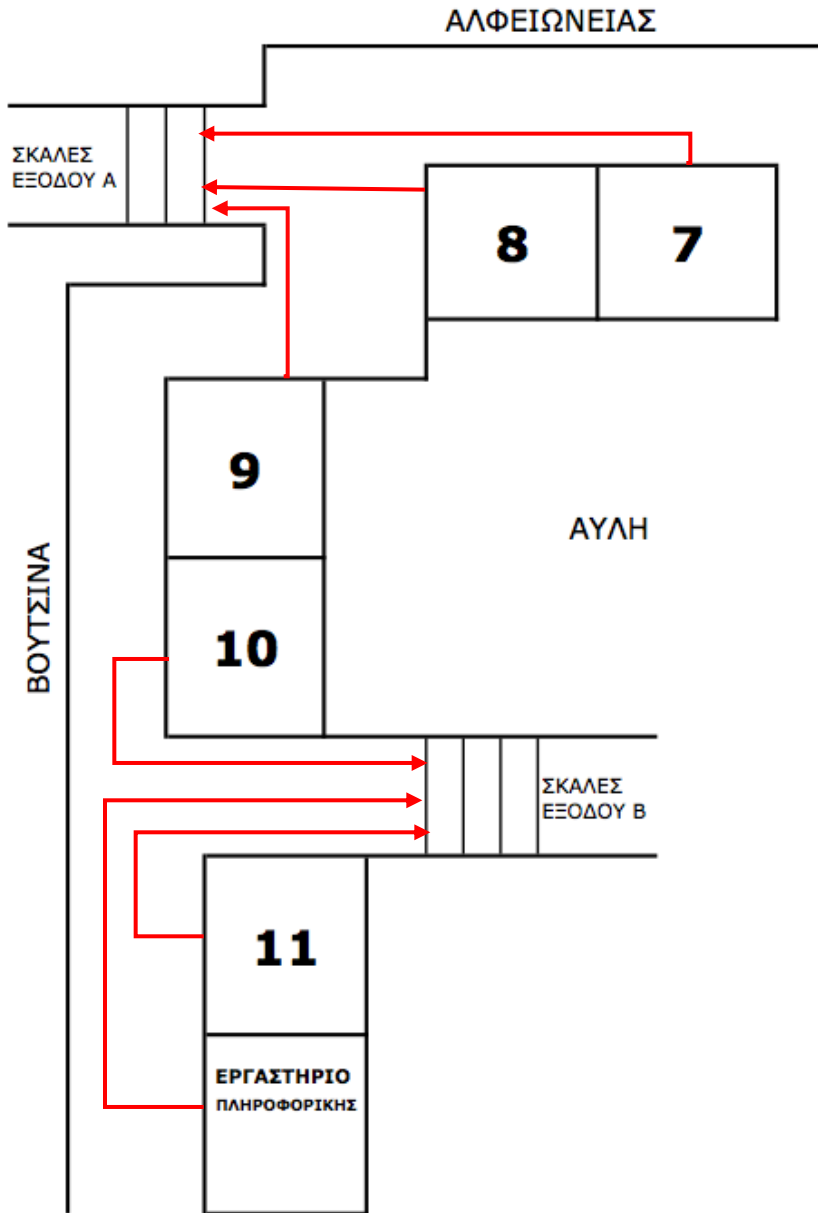 ΑΛΦΕΙΩΝΕΙΑΣ
ΣΚΑΛΕΣ
ΕΞΟΔΟΥ Α
8
7
9
ΑΥΛΗ
ΒΟΥΤΣΙΝΑ
10
ΣΚΑΛΕΣ
ΕΞΟΔΟΥ Β
11
ΕΡΓΑΣΤΗΡΙΟ
ΠΛΗΡΟΦΟΡΙΚΗΣ